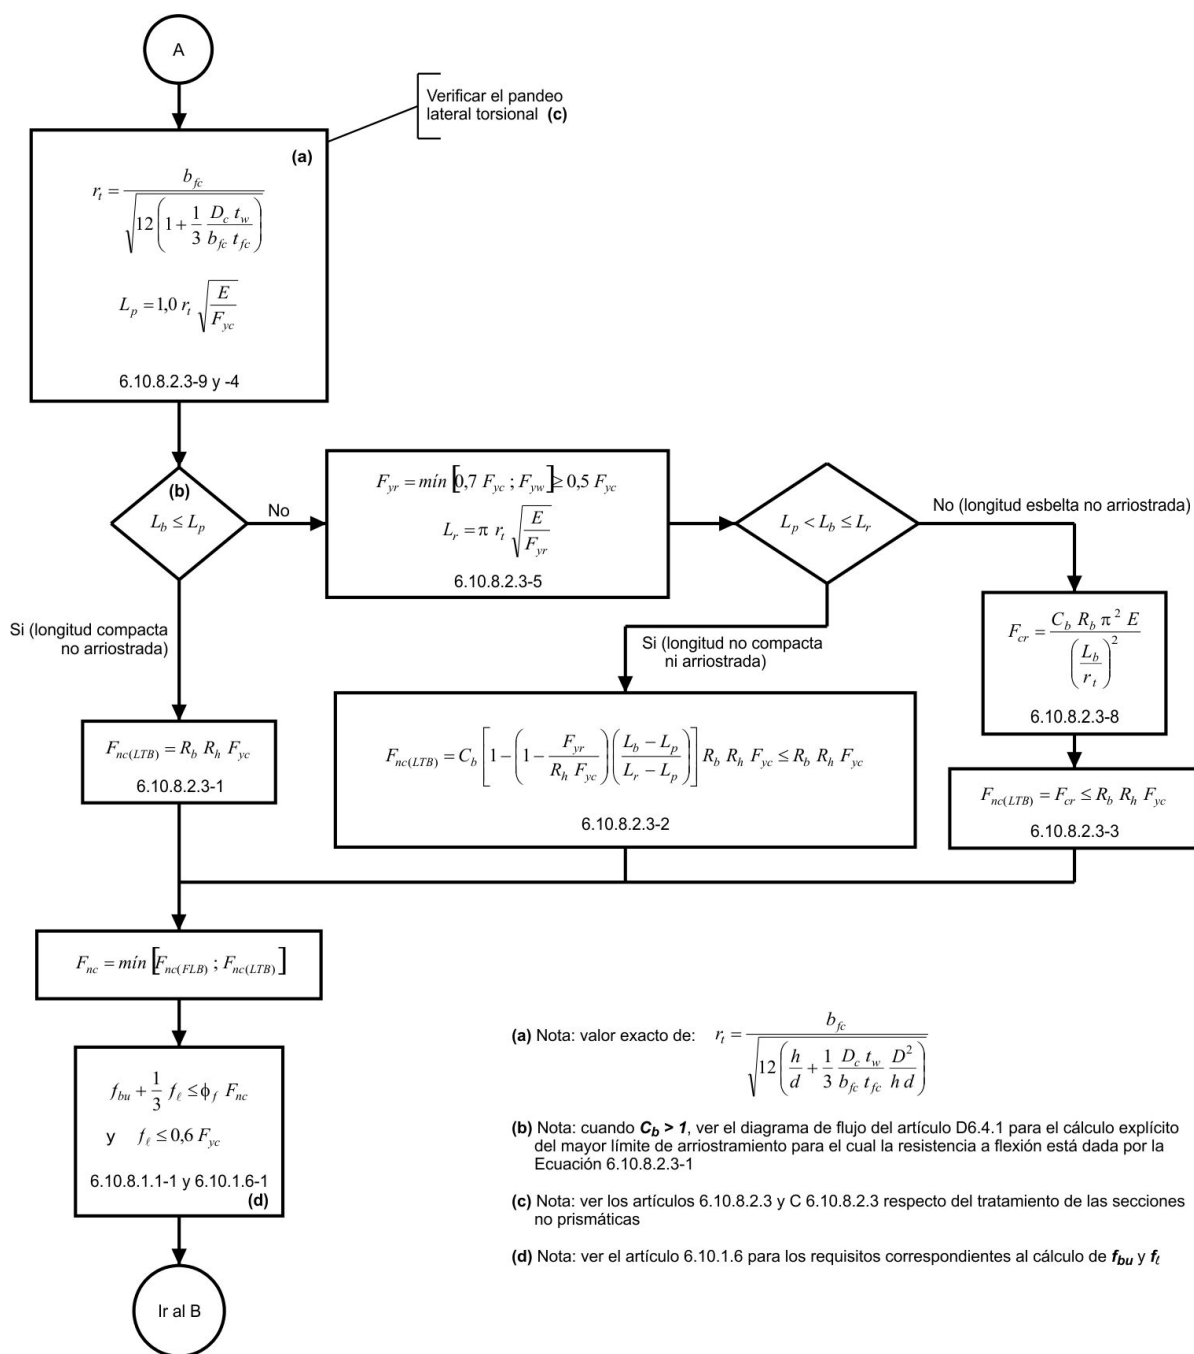 A
Verificar el pandeo
lateral torsional (c)
(a)
r_t = b_fc / √(12 (1 + 1/3 D_c t_w / b_fc t_fc))
L_p = 1,0 r_t √(E / F_yc)
6.10.8.2.3-9 y -4
(b)
L_b ≤ L_p
No
F_yr = mín [0,7 F_yc ; F_yw] ≥ 0,5 F_yc
L_r = π r_t √(E / F_yr)
6.10.8.2.3-5
L_p < L_b ≤ L_r
No (longitud esbelta no arriostrada)
Si (longitud compacta
no arriostrada)
Si (longitud no compacta
ni arriostrada)
F_cr = C_b R_b π² E / (L_b / r_t)²
6.10.8.2.3-8
F_nc(LTB) = R_b R_h F_yc
6.10.8.2.3-1
F_nc(LTB) = C_b [1 − (1 − F_yr / R_h F_yc) (L_b − L_p / L_r − L_p)] R_b R_h F_yc ≤ R_b R_h F_yc
6.10.8.2.3-2
F_nc(LTB) = F_cr ≤ R_b R_h F_yc
6.10.8.2.3-3
F_nc = mín [F_nc(FLB) ; F_nc(LTB)]
f_bu + 1/3 f_ℓ ≤ ϕ_f F_nc
y f_ℓ ≤ 0,6 F_yc
6.10.8.1.1-1 y 6.10.1.6-1
(d)
Ir al B
(a) Nota: valor exacto de: r_t = b_fc / √(12 (h/d + 1/3 D_c t_w / b_fc t_fc D² / h d))
(b) Nota: cuando C_b > 1, ver el diagrama de flujo del artículo D6.4.1 para el cálculo explícito
del mayor límite de arriostramiento para el cual la resistencia a flexión está dada por la
Ecuación 6.10.8.2.3-1
(c) Nota: ver los artículos 6.10.8.2.3 y C 6.10.8.2.3 respecto del tratamiento de las secciones
no prismáticas
(d) Nota: ver el artículo 6.10.1.6 para los requisitos correspondientes al cálculo de f_bu y f_ℓ